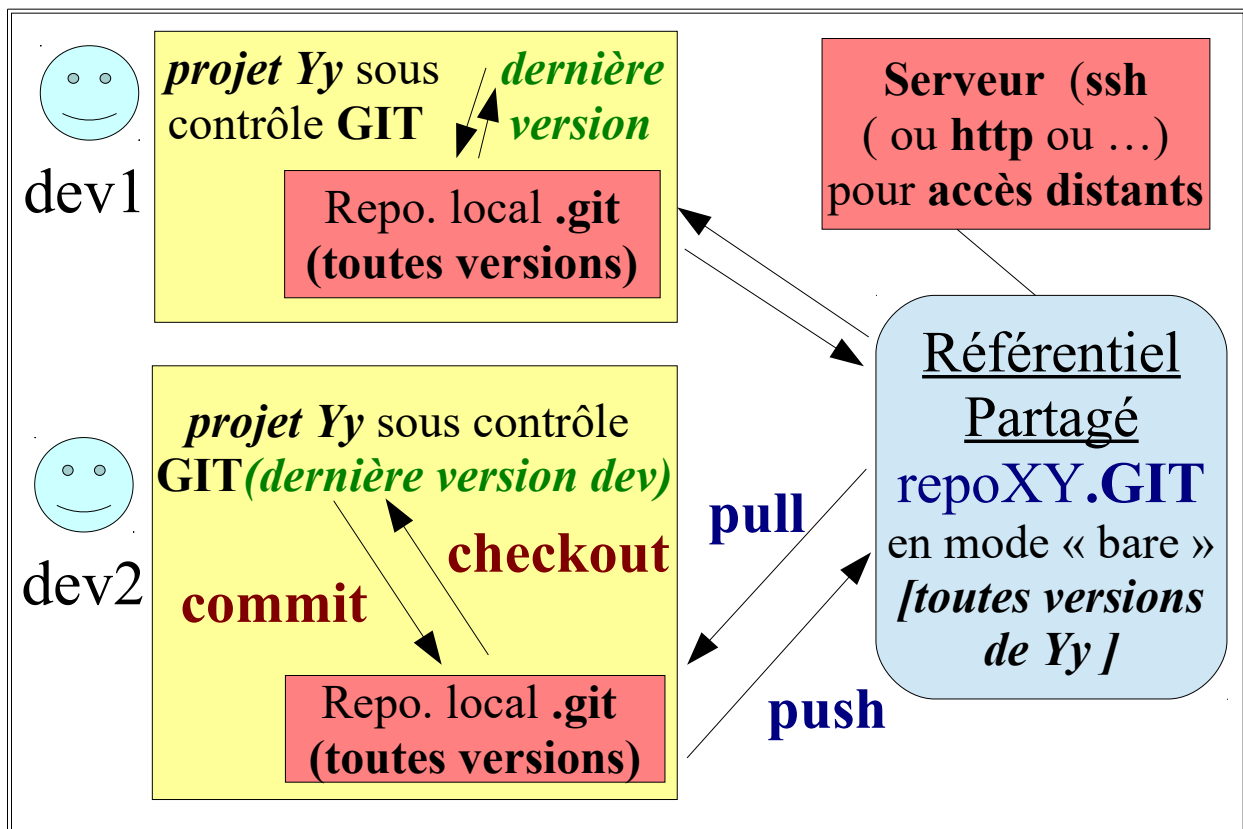 dev1
projet Yy sous
contrôle GIT
dernière
version
Repo. local .git
(toutes versions)
Serveur (ssh
( ou http ou …)
pour accès distants
dev2
projet Yy sous contrôle
GIT(dernière version dev)
commit
checkout
Repo. local .git
(toutes versions)
pull
push
Référentiel
Partagé
repoXY.GIT
en mode « bare »
[toutes versions
de Yy ]